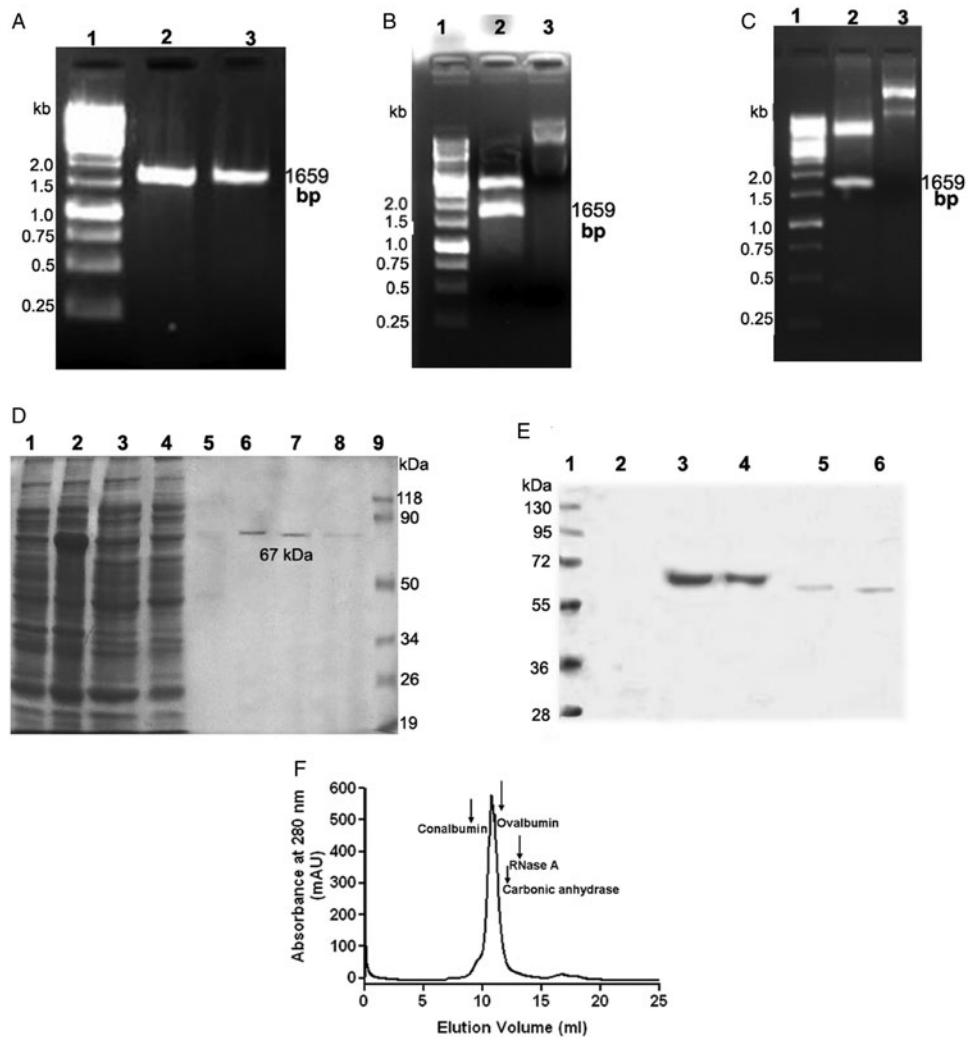 A
1 2 3
kb
2.0
1.5
1.0
0.75
0.5
0.25
1659
bp
B
1 2 3
kb
2.0
1.5
1.0
0.75
0.5
0.25
1659
bp
C
1 2 3
kb
2.0
1.5
1.0
0.75
0.5
0.25
1659
bp
D
1 2 3 4 5 6 7 8 9
kDa
118
90
67 kDa
50
34
26
19
E
1 2 3 4 5 6
kDa
130
95
72
55
36
28
F
Absorbance at 280 nm
(mAU)
600
500
400
300
200
100
0
Conalbumin
Ovalbumin
RNase A
Carbonic anhydrase
0 5 10 15 20 25
Elution Volume (ml)